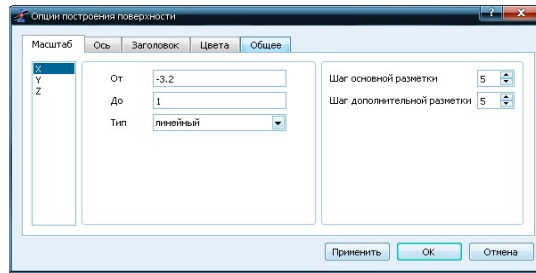 Опции построения поверхности
Масштаб Ось Заголовок Цвета Общее
X
Y
Z
От -3.2
До 1
Тип линейный
Шаг основной разметки 5
Шаг дополнительной разметки 5
Применить OK Отмена